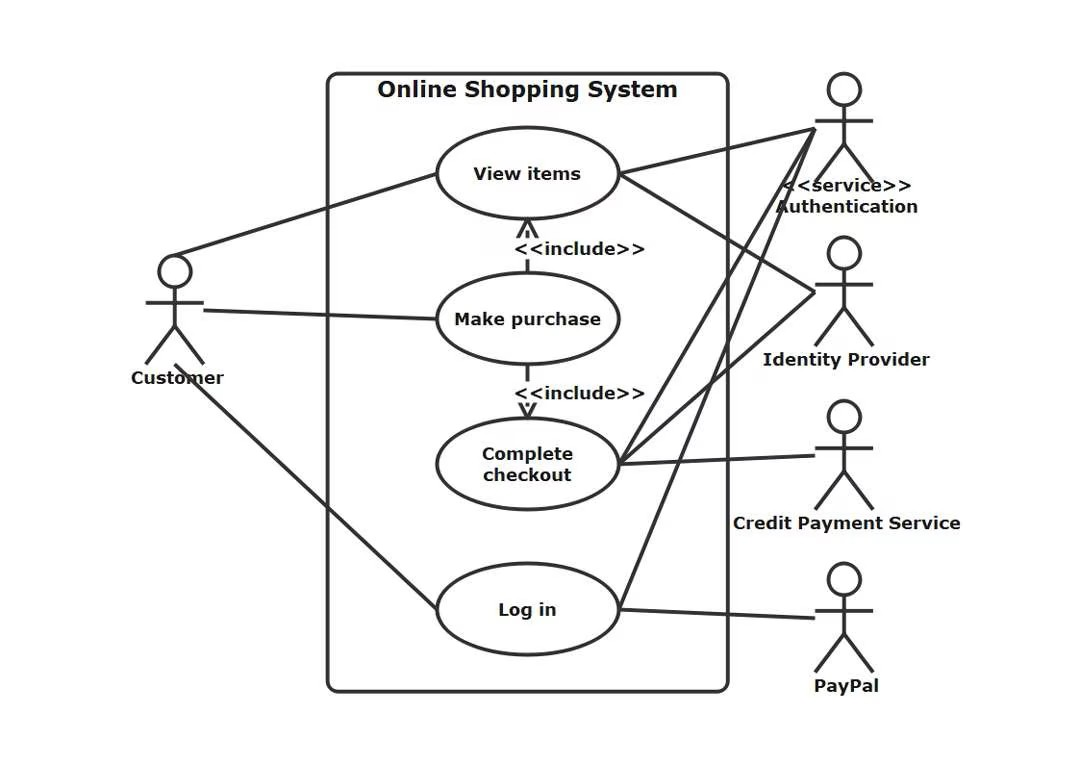 Online Shopping System
View items
<<service>>
Authentication
<<include>>
Make purchase
Identity Provider
Customer
<<include>>
Complete
checkout
Credit Payment Service
Log in
PayPal